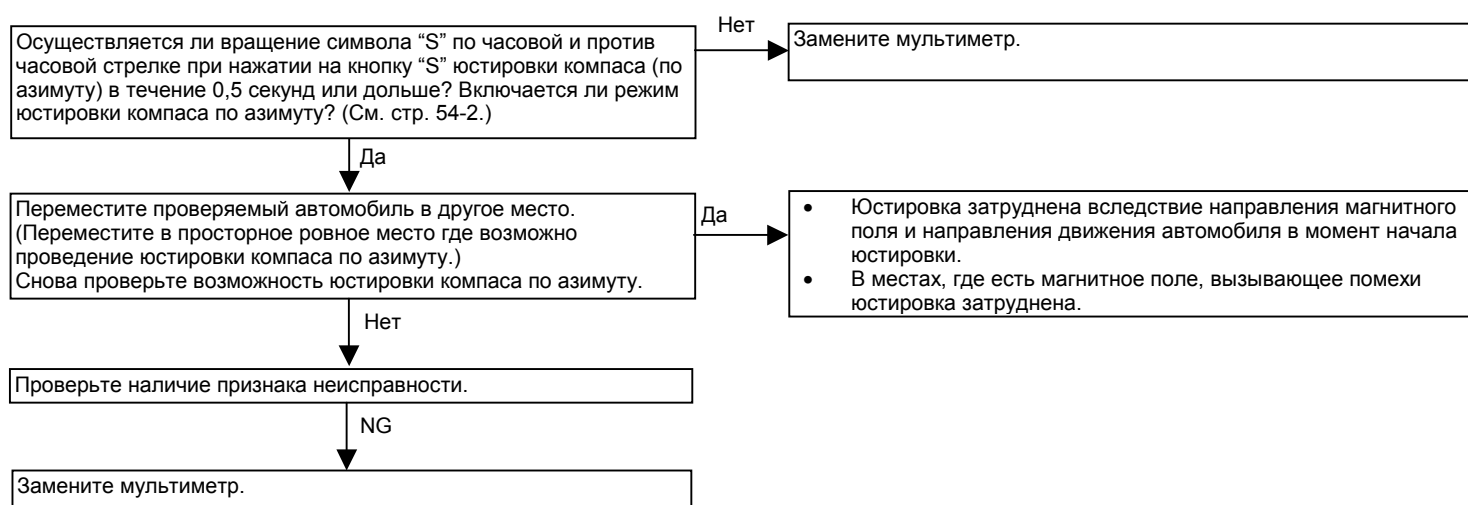 Осуществляется ли вращение символа “S” по часовой и против
часовой стрелке при нажатии на кнопку “S” юстировки компаса (по
азимуту) в течение 0,5 секунд или дольше? Включается ли режим
юстировки компаса по азимуту? (См. стр. 54-2.)
Нет
Замените мультиметр.
Да
Переместите проверяемый автомобиль в другое место.
(Переместите в просторное ровное место где возможно
проведение юстировки компаса по азимуту.)
Снова проверьте возможность юстировки компаса по азимуту.
Да
• Юстировка затруднена вследствие направления магнитного
поля и направления движения автомобиля в момент начала
юстировки.
• В местах, где есть магнитное поле, вызывающее помехи
юстировка затруднена.
Нет
Проверьте наличие признака неисправности.
NG
Замените мультиметр.